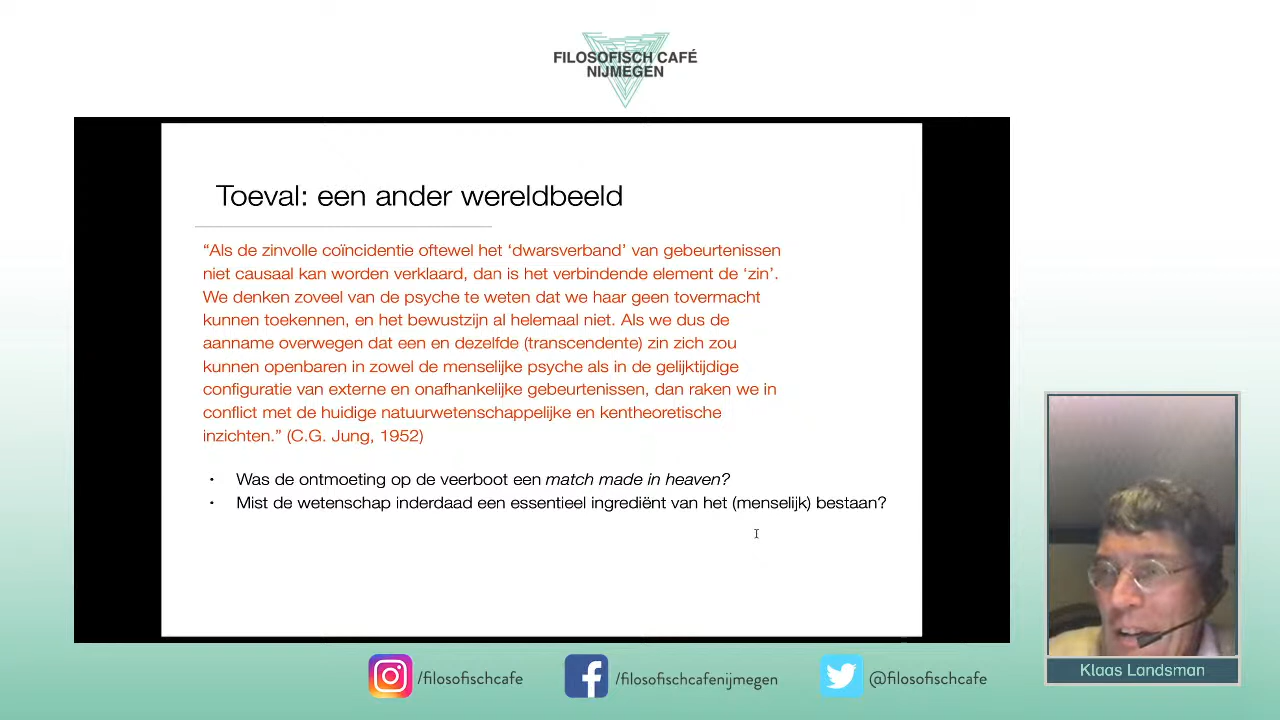 FILOSOFISCH CAFÉ
NIJMEGEN
Toeval: een ander wereldbeeld
“Als de zinvolle coïncidentie oftewel het ‘dwarsverband’ van gebeurtenissen
niet causaal kan worden verklaard, dan is het verbindende element de ‘zin’.
We denken zoveel van de psyche te weten dat we haar geen tovermacht
kunnen toekennen, en het bewustzijn al helemaal niet. Als we dus de
aanname overwegen dat een en dezelfde (transcendente) zin zich zou
kunnen openbaren in zowel de menselijke psyche als in de gelijktijdige
configuratie van externe en onafhankelijke gebeurtenissen, dan raken we in
conflict met de huidige natuurwetenschappelijke en kentheoretische
inzichten.” (C.G. Jung, 1952)
• Was de ontmoeting op de veerboot een match made in heaven?
• Mist de wetenschap inderdaad een essentieel ingrediënt van het (menselijk) bestaan?
Klaas Landsman
/filosofischcafe
/filosofischcafenijmegen
@filosofischcafe